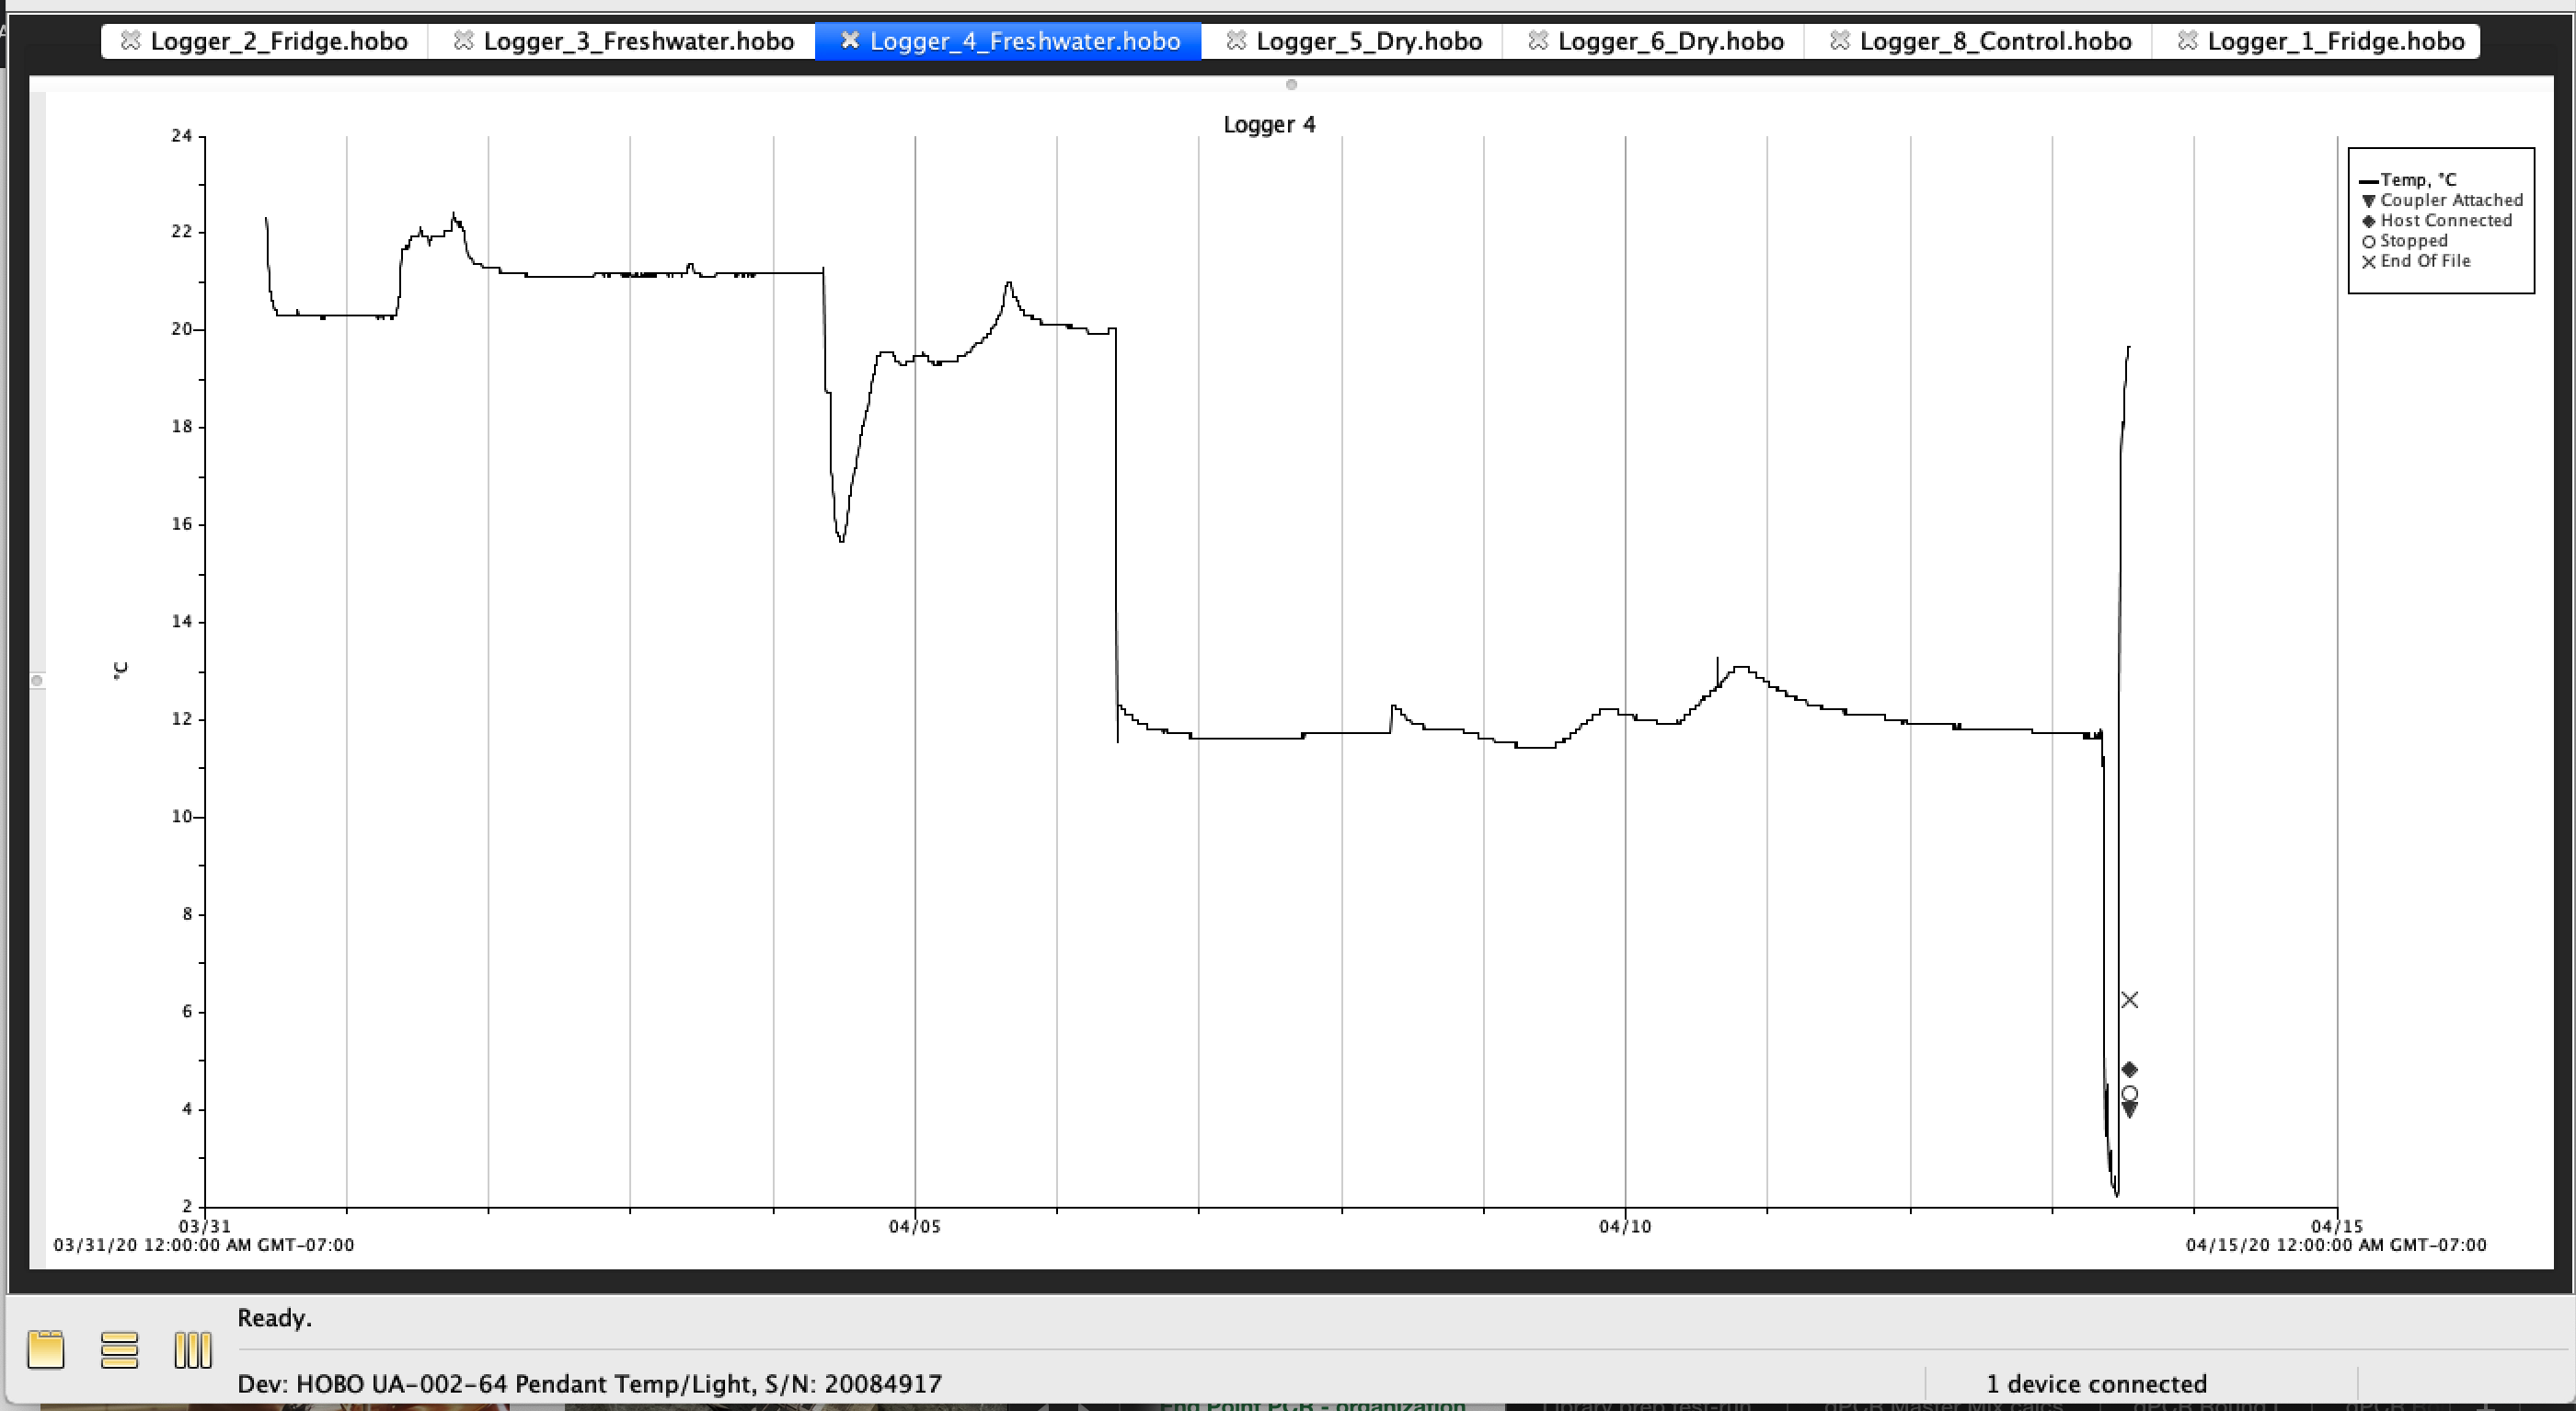 Logger_2_Fridge.hobo Logger_3_Freshwater.hobo Logger_4_Freshwater.hobo Logger_5_Dry.hobo Logger_6_Dry.hobo Logger_8_Control.hobo Logger_1_Fridge.hobo
Logger 4
Temp, °C
Coupler Attached
Host Connected
Stopped
End Of File
24
22
20
18
16
14
°C
12
10
8
6
4
2
03/31 04/05 04/10 04/15
03/31/20 12:00:00 AM GMT-07:00 04/15/20 12:00:00 AM GMT-07:00
Ready.
Dev: HOBO UA-002-64 Pendant Temp/Light, S/N: 20084917 1 device connected
End Point PCR - organization